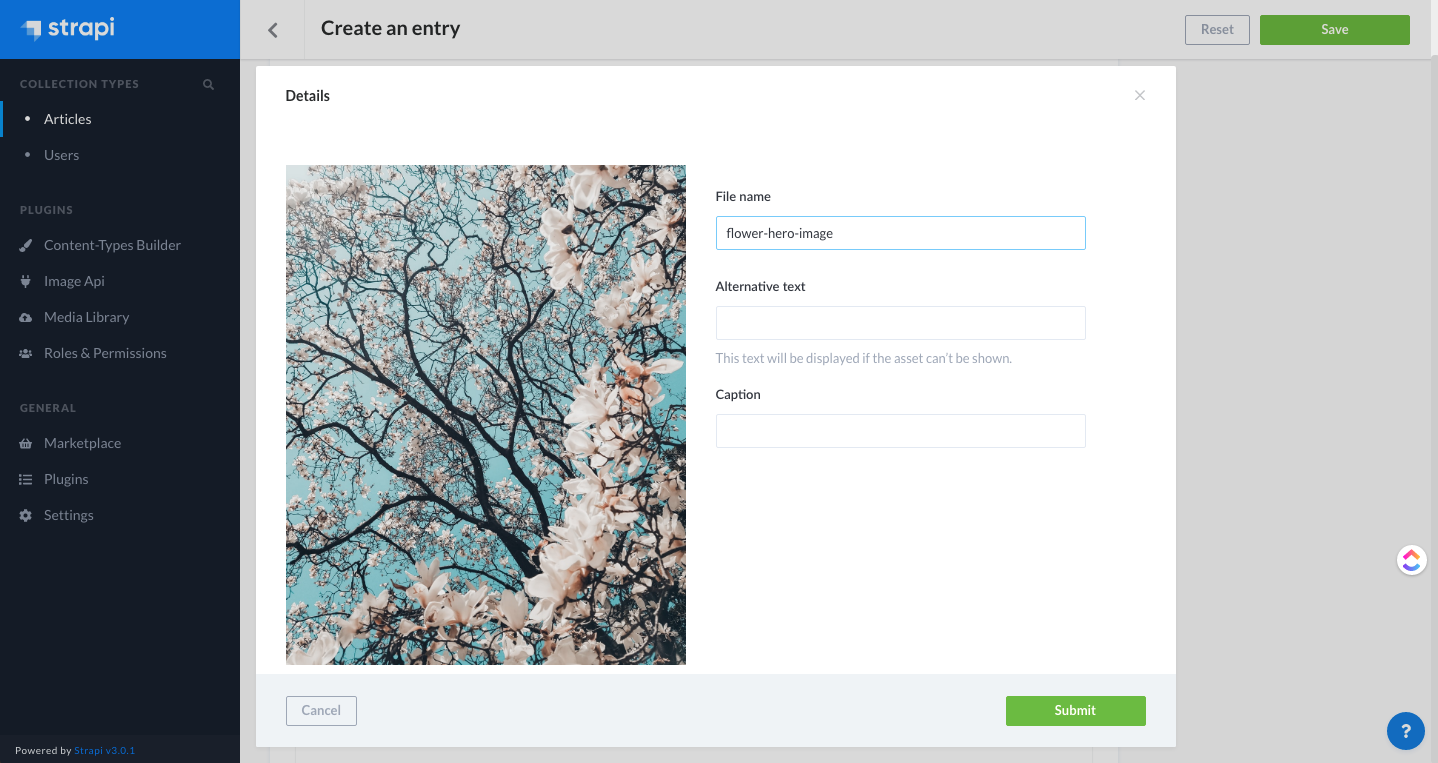 strapi
Create an entry
Reset
Save
COLLECTION TYPES
Articles
Users
PLUGINS
Content-Types Builder
Image Api
Media Library
Roles & Permissions
GENERAL
Marketplace
Plugins
Settings
Powered by Strapi v3.0.1
Details
File name
flower-hero-image
Alternative text
This text will be displayed if the asset can't be shown.
Caption
Cancel
Submit
?